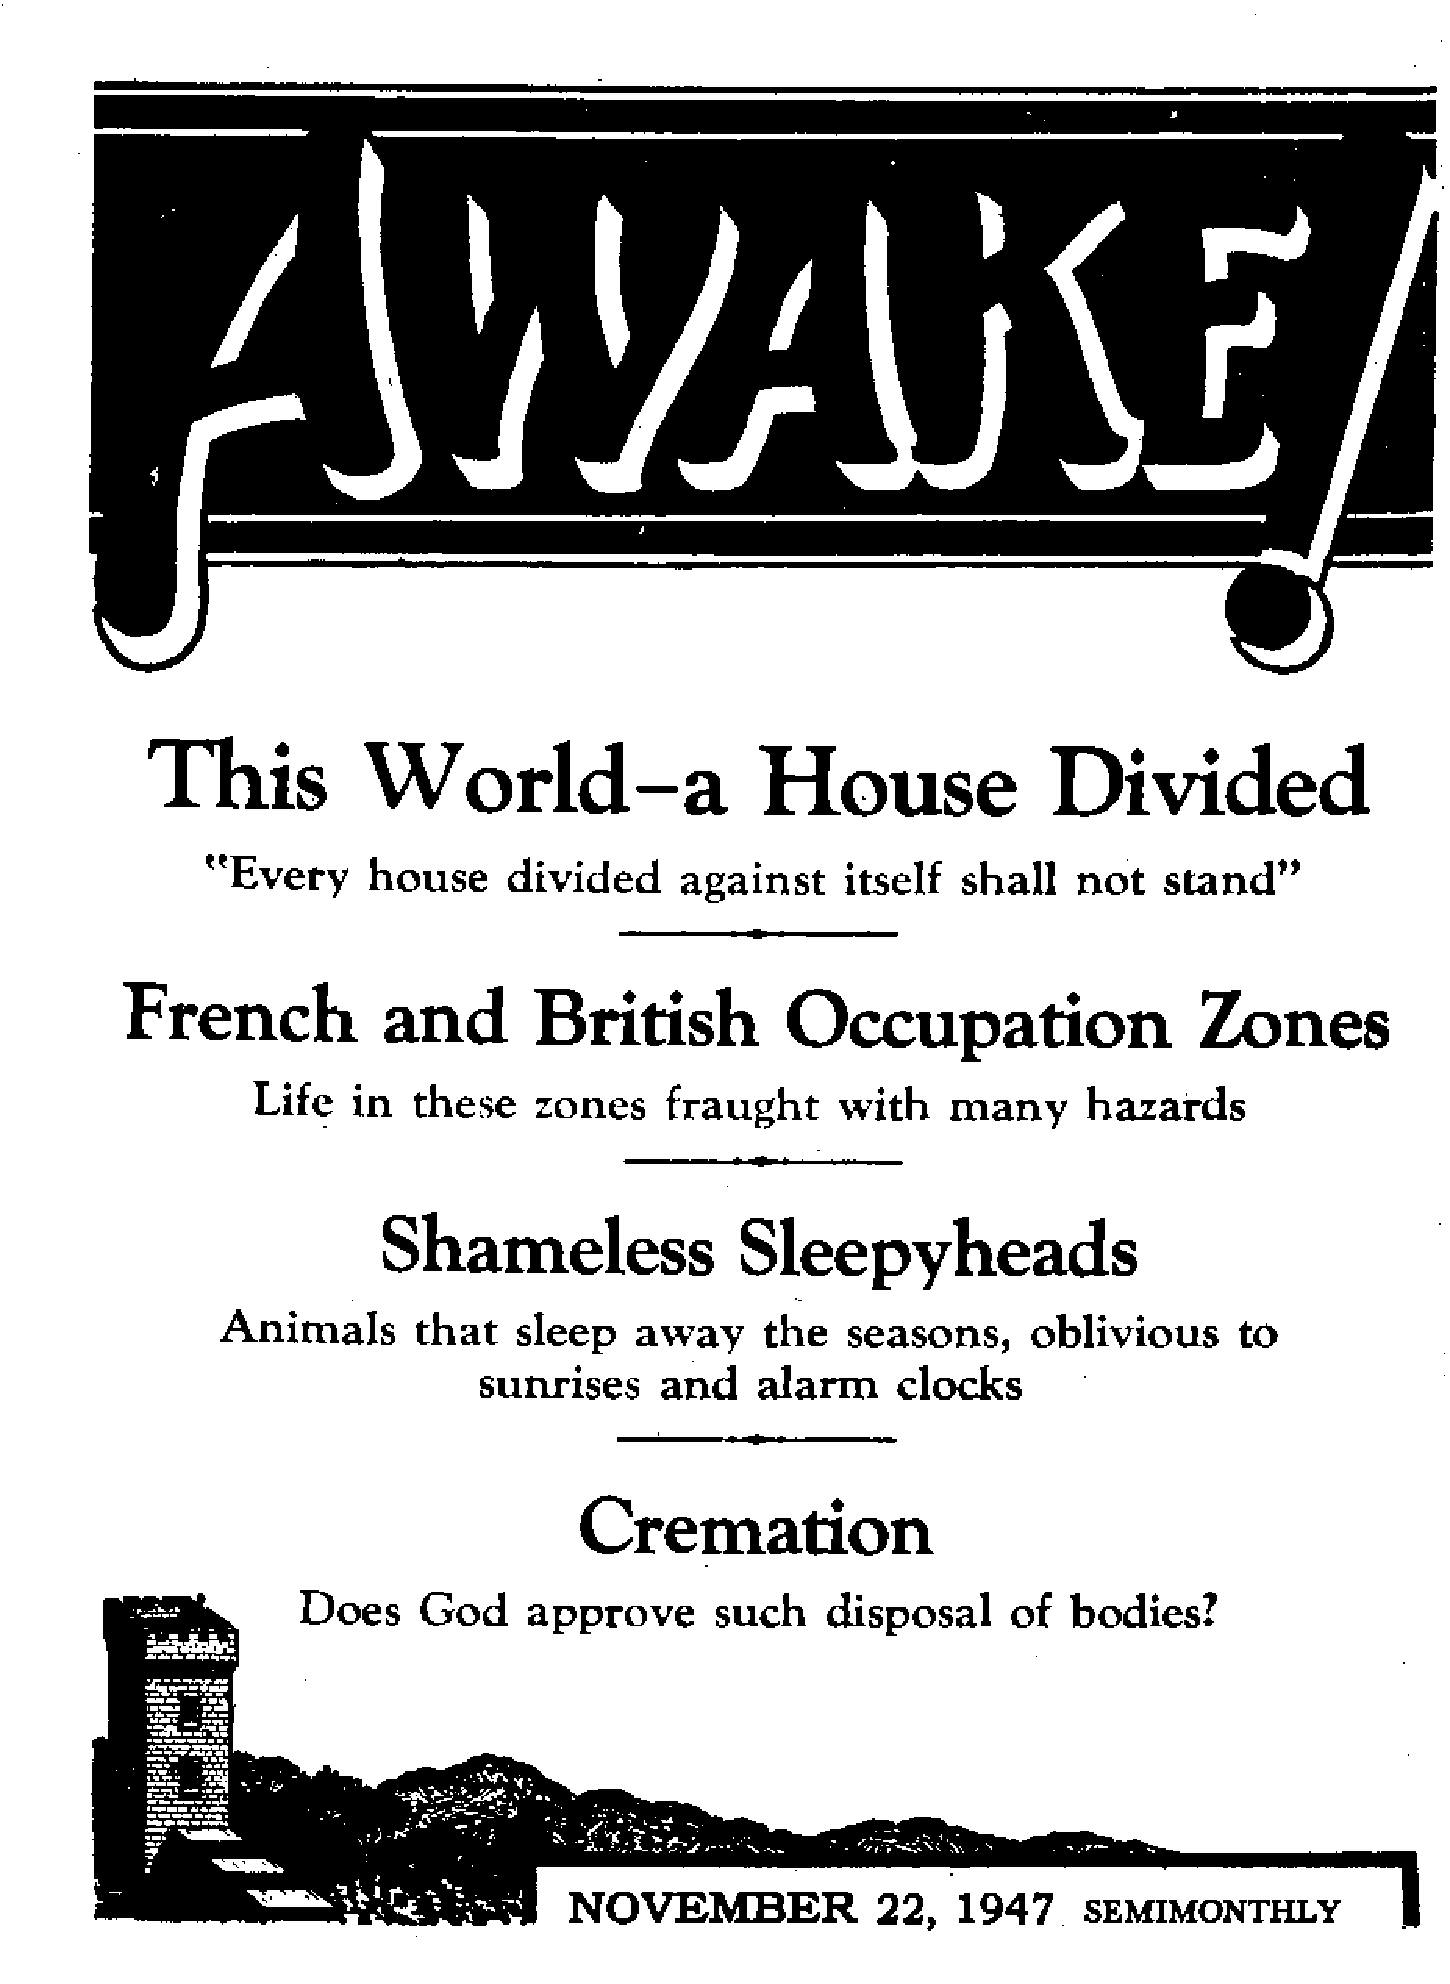 AWAKE!
This World–a House Divided
"Every house divided against itself shall not stand"
French and British Occupation Zones
Life in these zones fraught with many hazards
Shameless Sleepyheads
Animals that sleep away the seasons, oblivious to
sunrises and alarm clocks
Cremation
Does God approve such disposal of bodies?
NOVEMBER 22, 1947 SEMIMONTHLY